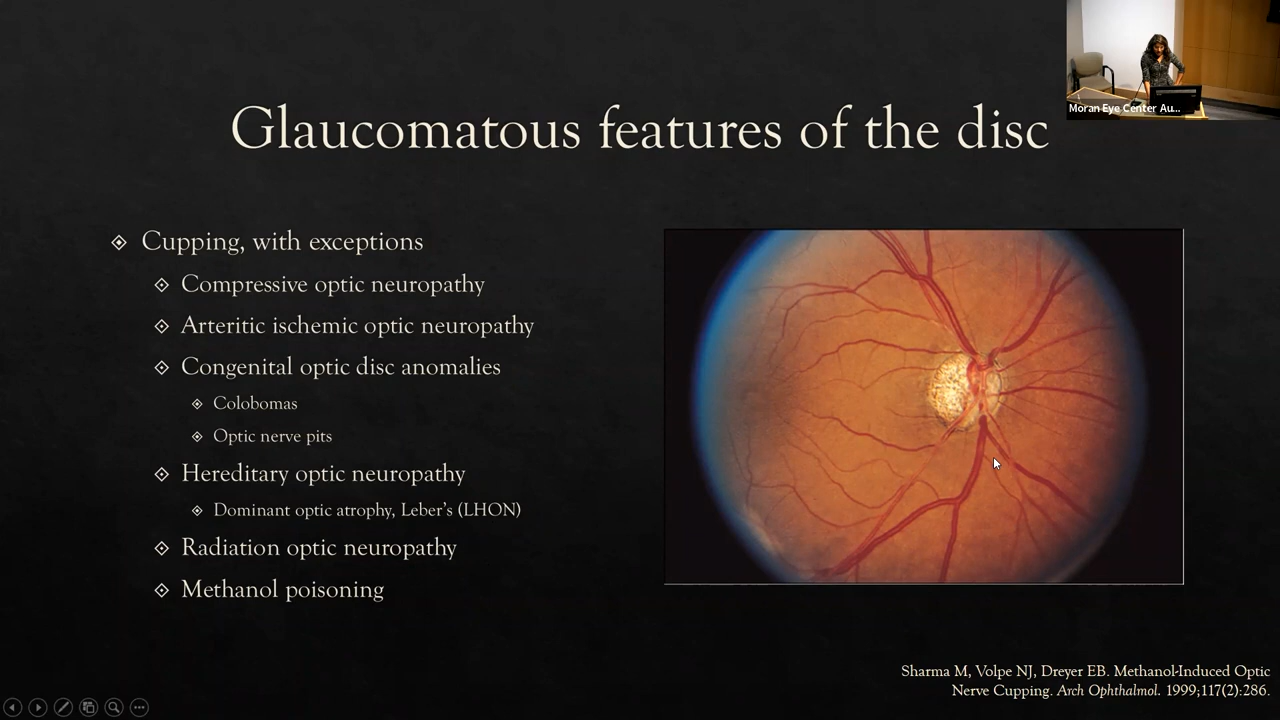 Moran Eye Center Au...
Glaucomatous features of the disc
Cupping, with exceptions
Compressive optic neuropathy
Arteritic ischemic optic neuropathy
Congenital optic disc anomalies
Colobomas
Optic nerve pits
Hereditary optic neuropathy
Dominant optic atrophy, Leber's (LHON)
Radiation optic neuropathy
Methanol poisoning
Sharma M, Volpe NJ, Dreyer EB. Methanol-Induced Optic
Nerve Cupping. Arch Ophthalmol. 1999;117(2):286.